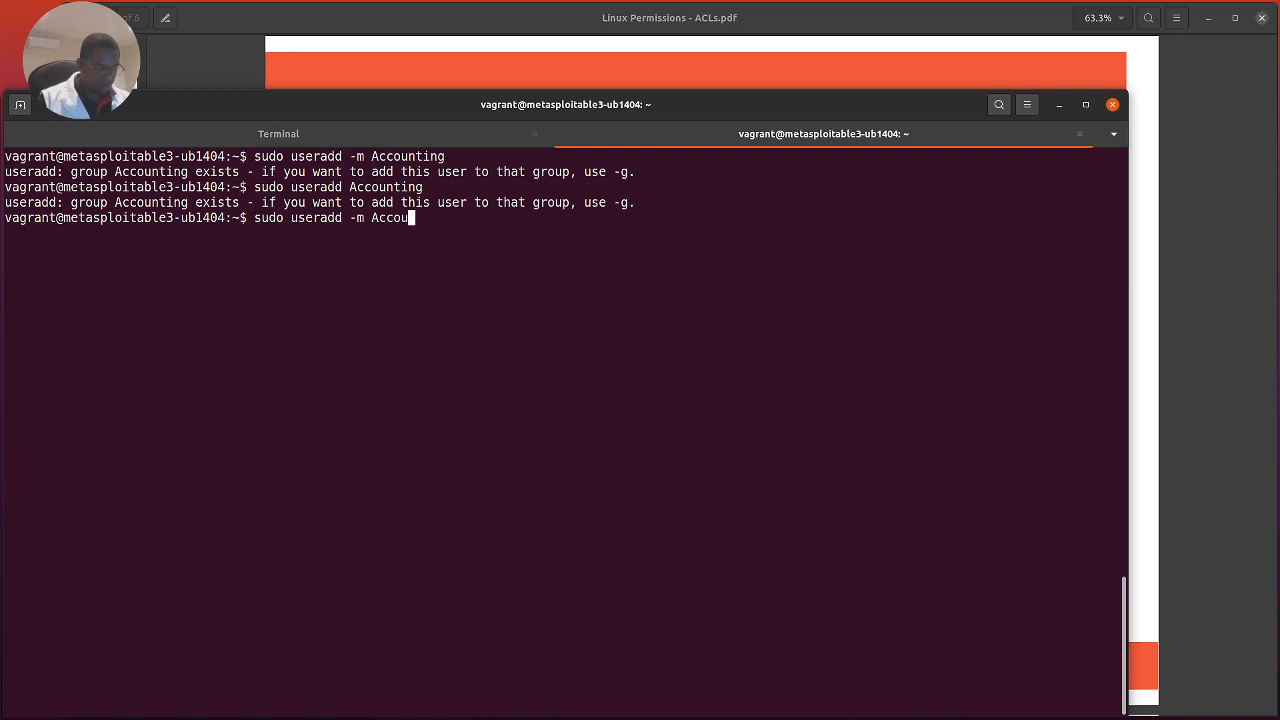 of 6
Linux Permissions - ACLs.pdf
63.3%
vagrant@metasploitable3-ub1404: ~
Terminal
vagrant@metasploitable3-ub1404: ~
vagrant@metasploitable3-ub1404:~$ sudo useradd -m Accounting
useradd: group Accounting exists - if you want to add this user to that group, use -g.
vagrant@metasploitable3-ub1404:~$ sudo useradd Accounting
useradd: group Accounting exists - if you want to add this user to that group, use -g.
vagrant@metasploitable3-ub1404:~$ sudo useradd -m Accou